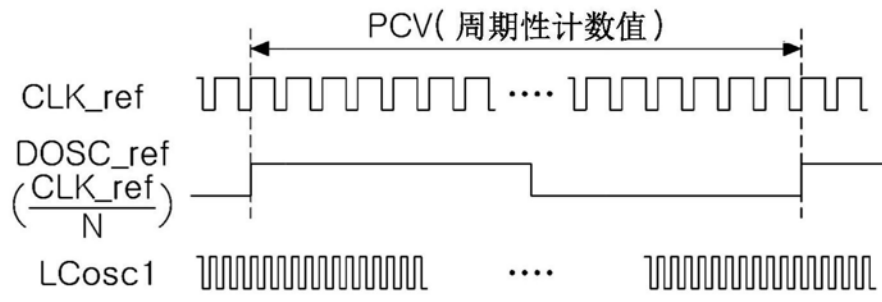 PCV( 周期性计数值 )
CLK_ref
DOSC_ref
(CLK_ref
N)
LCosc1